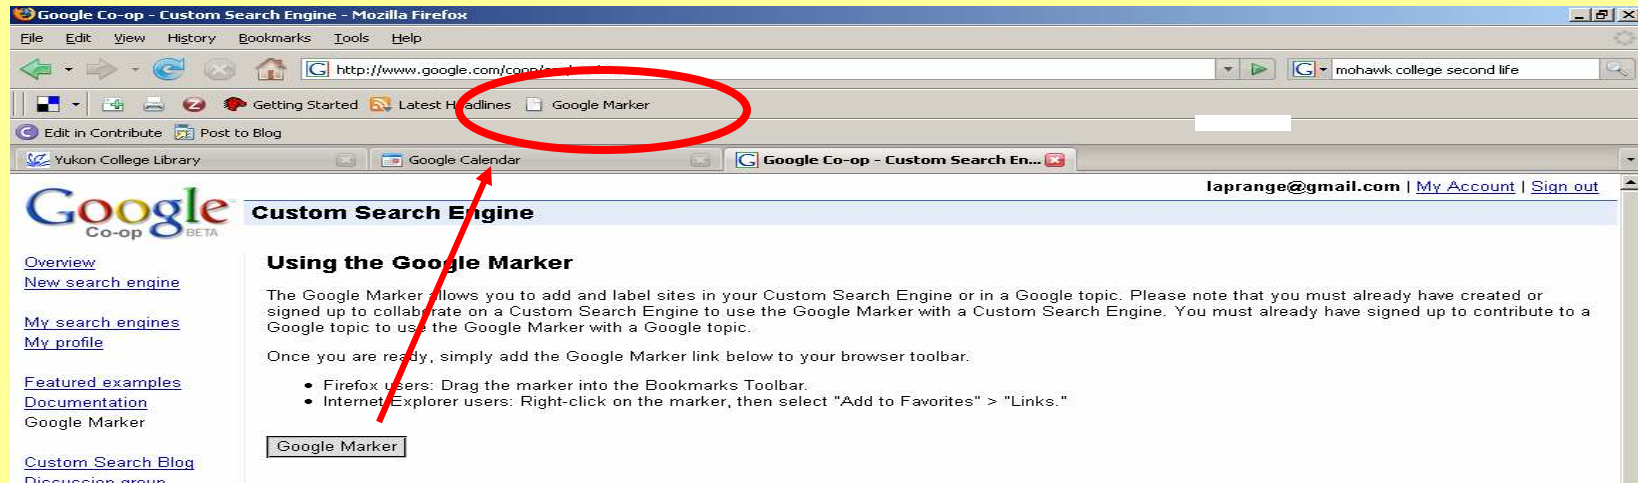 Google Co-op - Custom Search Engine - Mozilla Firefox
File Edit View History Bookmarks Tools Help
http://www.google.com/coop/ G mohawk college second life
Getting Started Latest Headlines Google Marker
Edit in Contribute Post to Blog
Yukon College Library Google Calendar Google Co-op - Custom Search En...
laprange@gmail.com | My Account | Sign out
Google Custom Search Engine
Co-op BETA
Overview
New search engine
My search engines
My profile
Featured examples
Documentation
Google Marker
Custom Search Blog
Discussion group
Using the Google Marker
The Google Marker allows you to add and label sites in your Custom Search Engine or in a Google topic. Please note that you must already have created or
signed up to collaborate on a Custom Search Engine to use the Google Marker with a Custom Search Engine. You must already have signed up to contribute to a
Google topic to use the Google Marker with a Google topic.
Once you are ready, simply add the Google Marker link below to your browser toolbar.
• Firefox users: Drag the marker into the Bookmarks Toolbar.
• Internet Explorer users: Right-click on the marker, then select "Add to Favorites" > "Links."
Google Marker